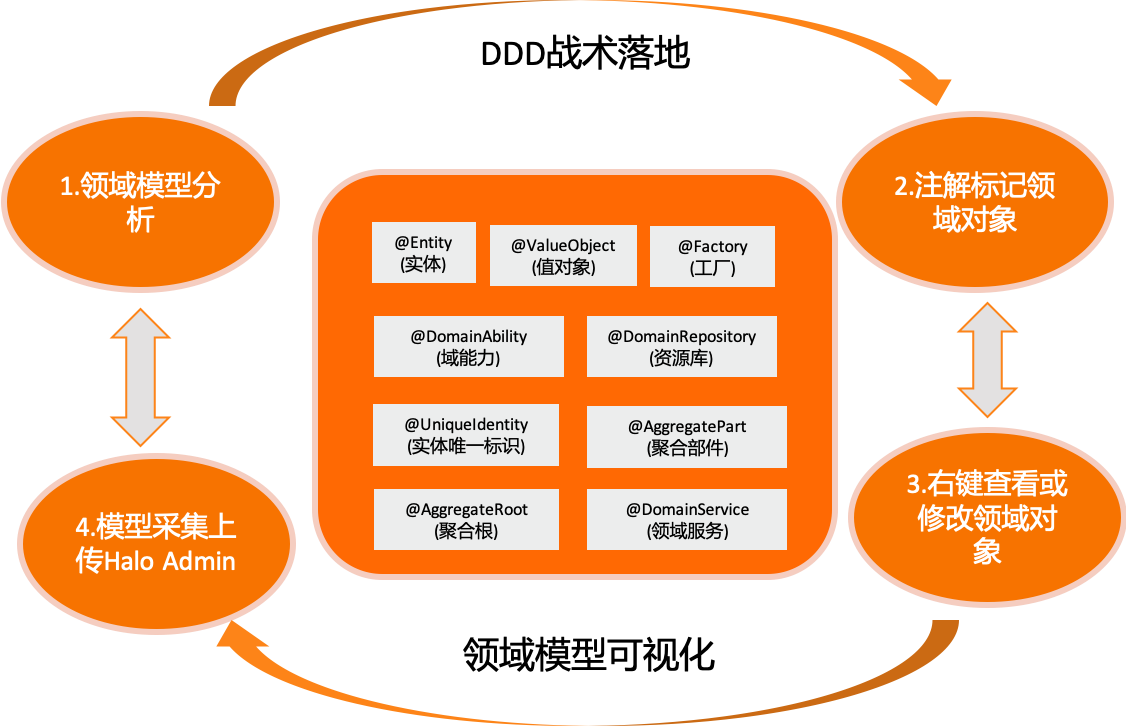 DDD战术落地
1.领域模型分
析
2.注解标记领
域对象
@Entity
(实体)
@ValueObject
(值对象)
@Factory
(工厂)
@DomainAbility
(域能力)
@DomainRepository
(资源库)
@UniqueIdentity
(实体唯一标识)
@AggregatePart
(聚合部件)
@AggregateRoot
(聚合根)
@DomainService
(领域服务)
3.右键查看或
修改领域对
象
4.模型采集上
传Halo Admin
领域模型可视化